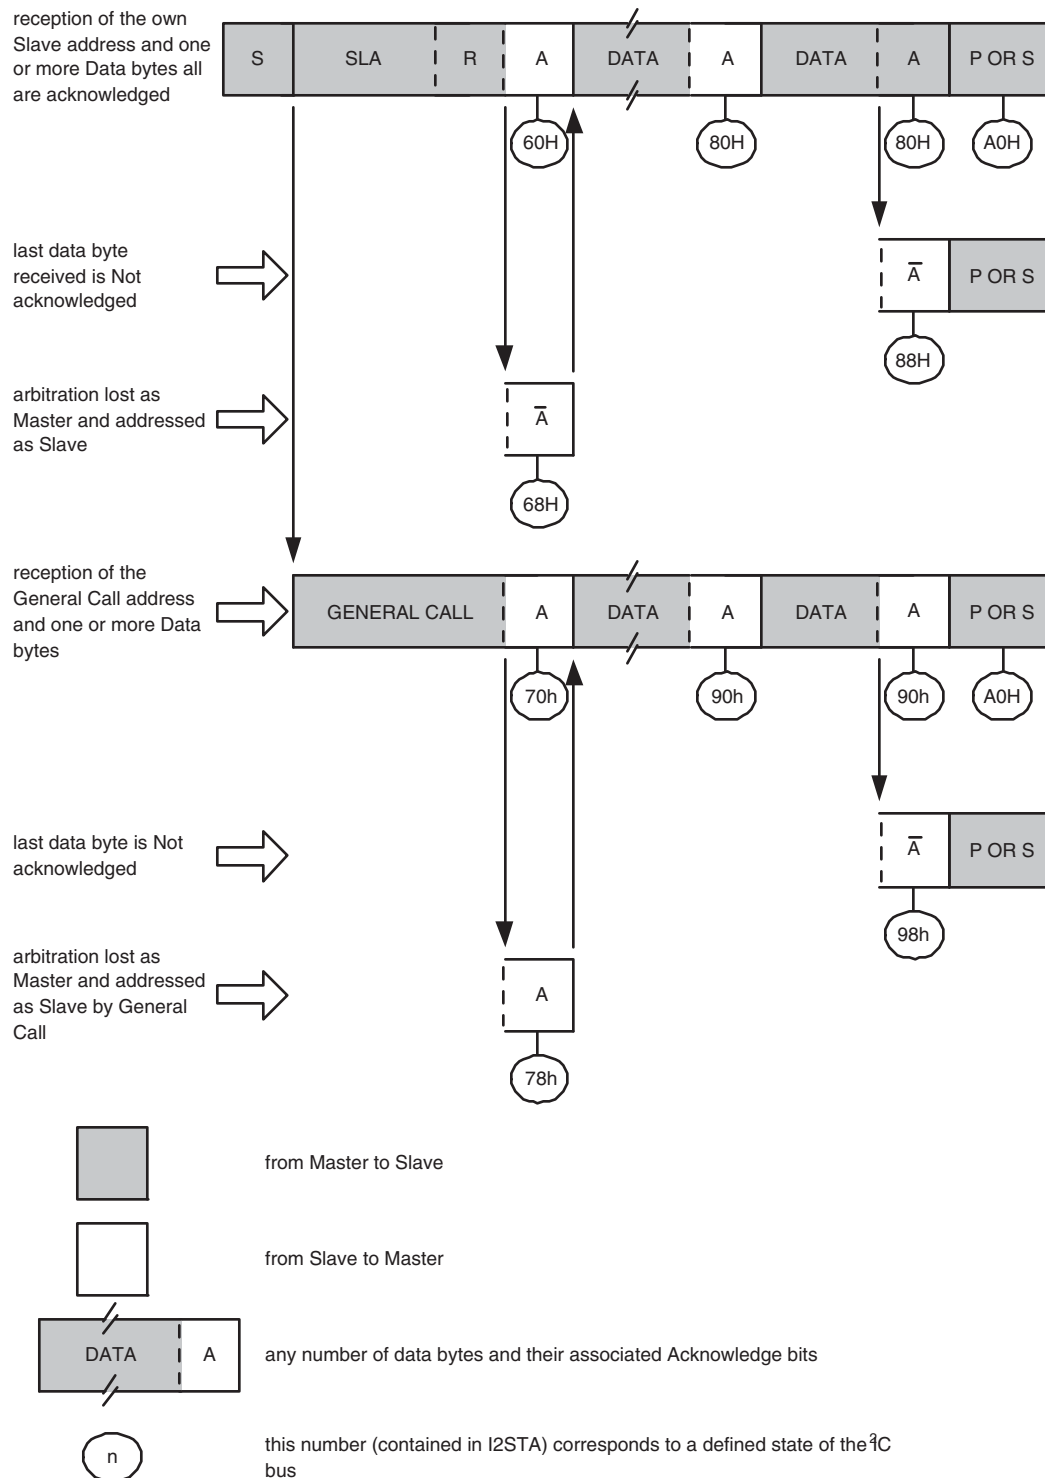 reception of the own
Slave address and one
or more Data bytes all
are acknowledged
S SLA R A DATA A DATA A P OR S
60H 80H 80H A0H
last data byte
received is Not
acknowledged
A̅ P OR S
88H
arbitration lost as
Master and addressed
as Slave
A̅
68H
reception of the
General Call address
and one or more Data
bytes
GENERAL CALL A DATA A DATA A P OR S
70h 90h 90h A0H
last data byte is Not
acknowledged
A̅ P OR S
98h
arbitration lost as
Master and addressed
as Slave by General
Call
A
78h
from Master to Slave
from Slave to Master
DATA A any number of data bytes and their associated Acknowledge bits
n this number (contained in I2STA) corresponds to a defined state of the I²C
bus